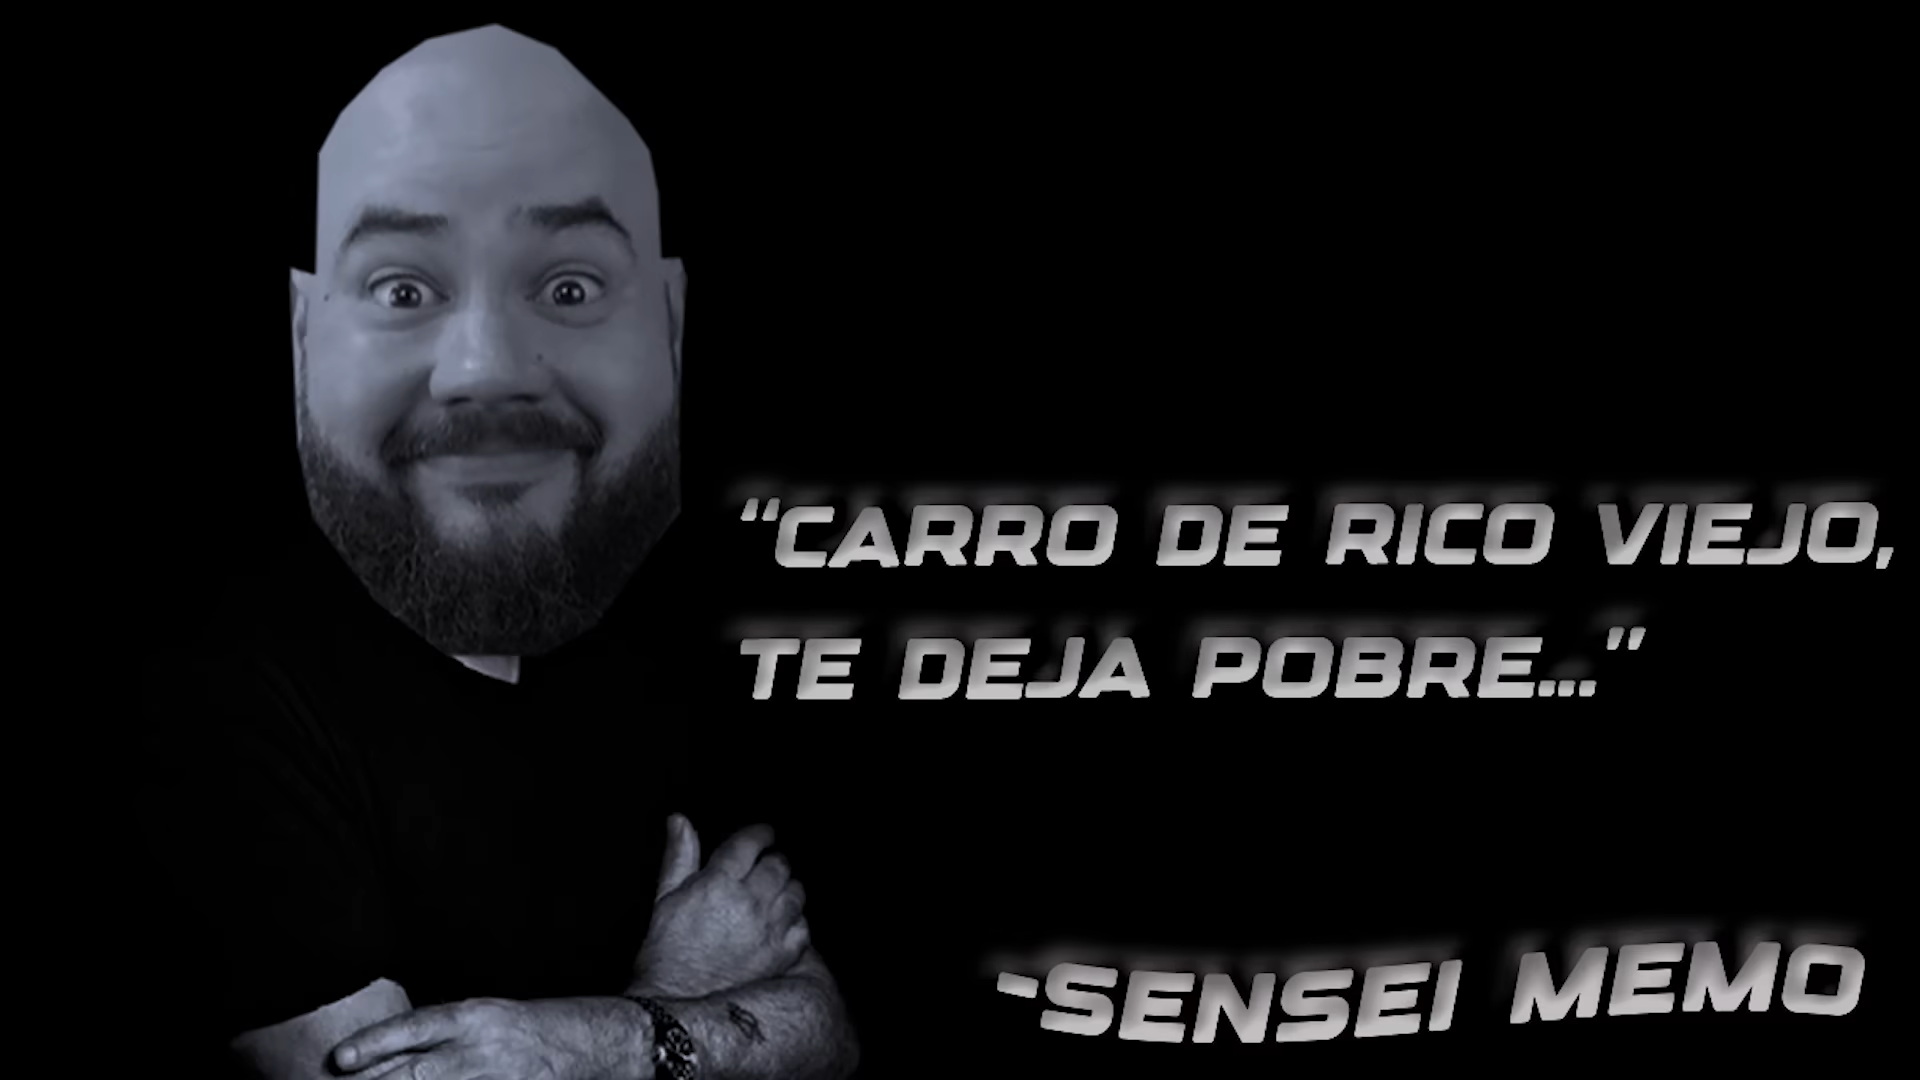 “CARRO DE RICO VIEJO,
TE DEJA POBRE...”
-SENSEI MEMO